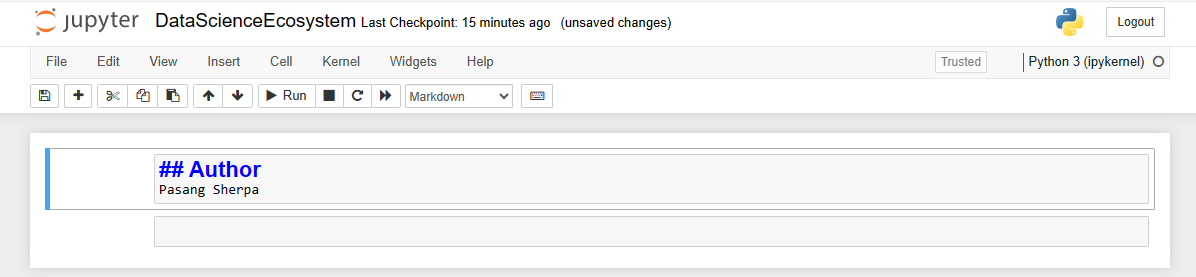 jupyter DataScienceEcosystem Last Checkpoint: 15 minutes ago (unsaved changes) Logout
File Edit View Insert Cell Kernel Widgets Help Trusted Python 3 (ipykernel)
Run Markdown
## Author
Pasang Sherpa